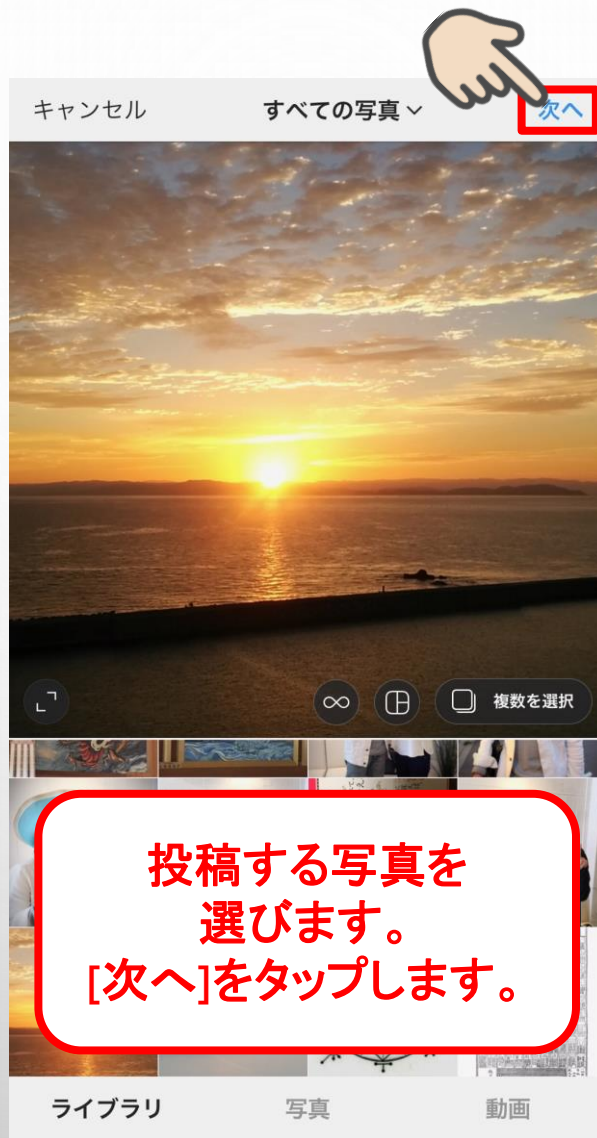 キャンセル すべての写真 次へ
複数を選択
投稿する写真を
選びます。
[次へ]をタップします。
ライブラリ 写真 動画